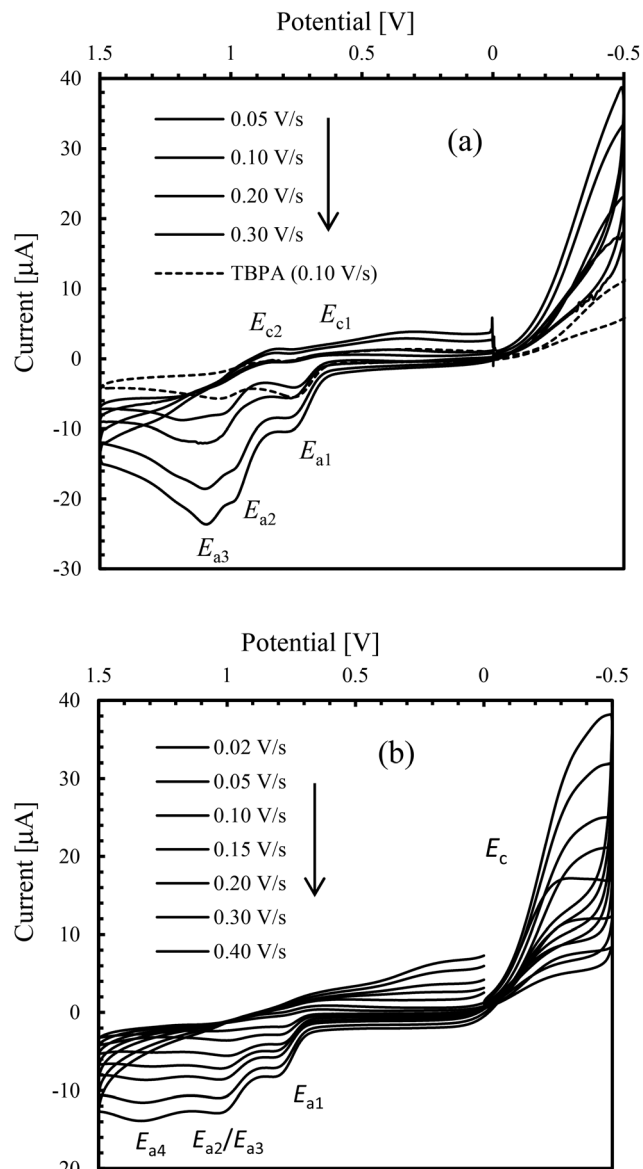 Potential [V]
1.5 1 0.5 0 -0.5
40
30
20
10
0
-10
-20
-30
Current [µA]
(a)
0.05 V/s
0.10 V/s
0.20 V/s
0.30 V/s
TBPA (0.10 V/s)
Ec2 Ec1
Ea1
Ea2
Ea3
Potential [V]
1.5 1 0.5 0 -0.5
40
30
20
10
0
-10
20
Current [µA]
(b)
0.02 V/s
0.05 V/s
0.10 V/s
0.15 V/s
0.20 V/s
0.30 V/s
0.40 V/s
Ec
Ea1
Ea4 Ea2/Ea3